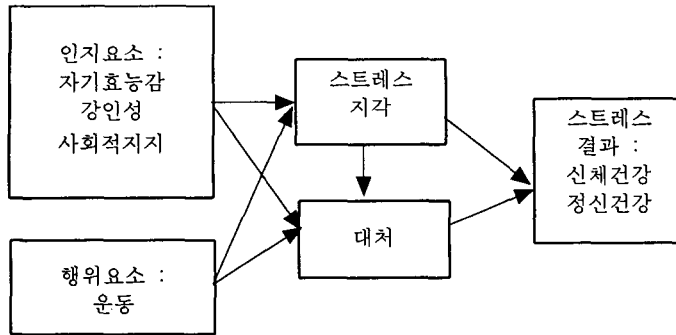 인지요소 :
자기효능감
강인성
사회적지지
행위요소 :
운동
스트레스
지각
대처
스트레스
결과 :
신체건강
정신건강